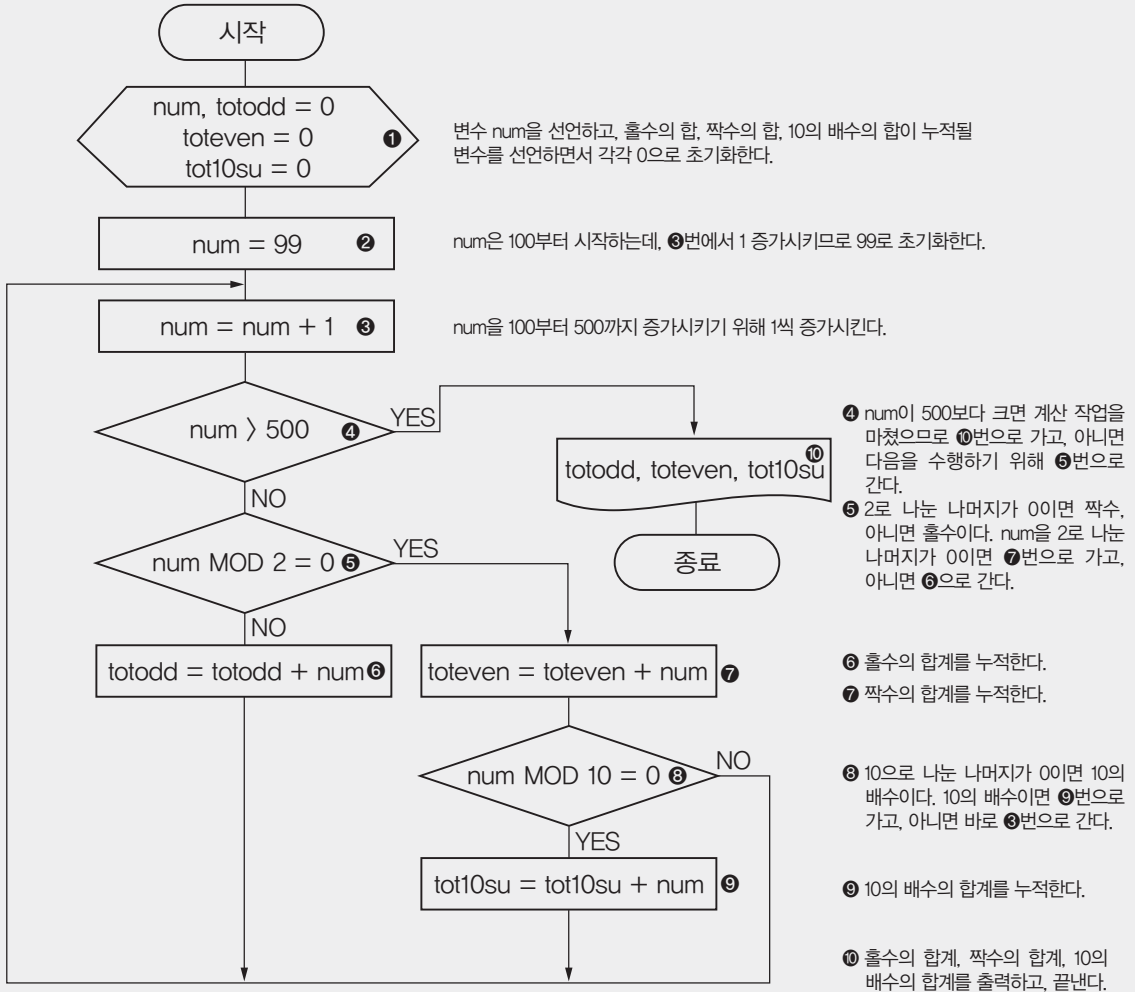 시작
num, totodd = 0
toteven = 0
tot10su = 0
❶
변수 num을 선언하고, 홀수의 합, 짝수의 합, 10의 배수의 합이 누적될
변수를 선언하면서 각각 0으로 초기화한다.
num = 99 ❷
num은 100부터 시작하는데, ❸번에서 1 증가시키므로 99로 초기화한다.
num = num + 1 ❸
num을 100부터 500까지 증가시키기 위해 1씩 증가시킨다.
num 〉 500 ❹
YES
NO
❿
totodd, toteven, tot10su
종료
❹ num이 500보다 크면 계산 작업을
마쳤으므로 ❿번으로 가고, 아니면
다음을 수행하기 위해 ❺번으로
간다.
❺ 2로 나눈 나머지가 0이면 짝수,
아니면 홀수이다. num을 2로 나눈
나머지가 0이면 ❼번으로 가고,
아니면 ❻으로 간다.
num MOD 2 = 0 ❺
YES
NO
totodd = totodd + num ❻
toteven = toteven + num ❼
❻ 홀수의 합계를 누적한다.
❼ 짝수의 합계를 누적한다.
num MOD 10 = 0 ❽
NO
YES
❽ 10으로 나눈 나머지가 0이면 10의
배수이다. 10의 배수이면 ❾번으로
가고, 아니면 바로 ❸번으로 간다.
tot10su = tot10su + num ❾
❾ 10의 배수의 합계를 누적한다.
❿ 홀수의 합계, 짝수의 합계, 10의
배수의 합계를 출력하고, 끝낸다.